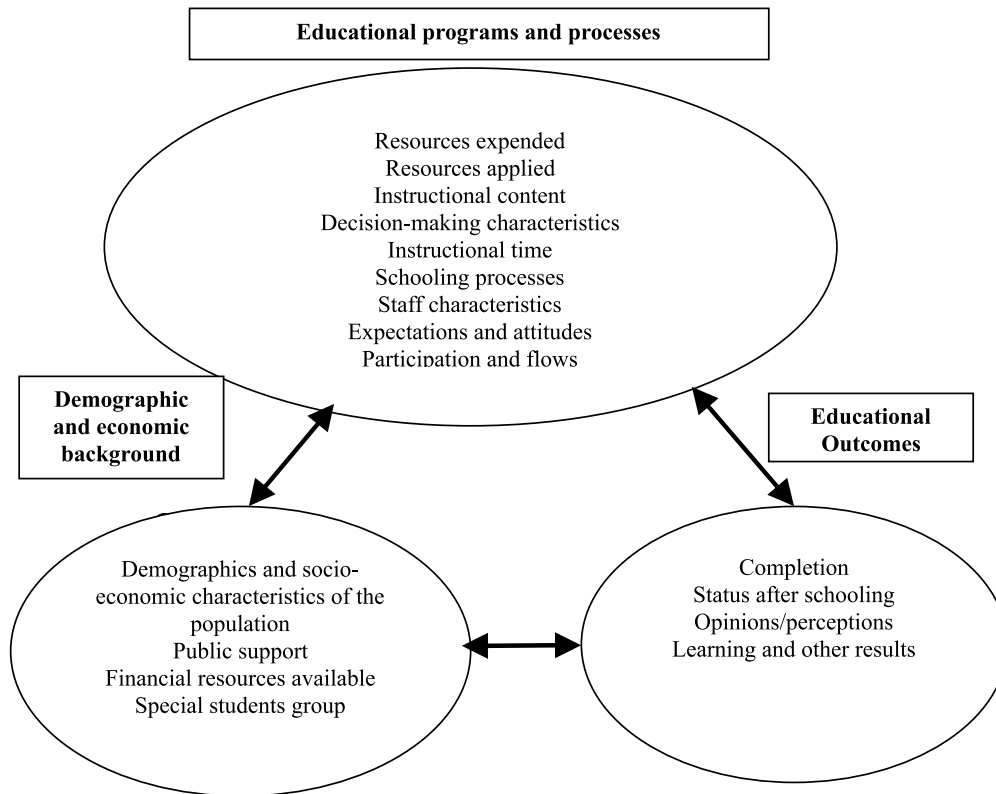 Educational programs and processes
Resources expended
Resources applied
Instructional content
Decision-making characteristics
Instructional time
Schooling processes
Staff characteristics
Expectations and attitudes
Participation and flows
Demographic
and economic
background
Educational
Outcomes
Demographics and socio-
economic characteristics of the
population
Public support
Financial resources available
Special students group
Completion
Status after schooling
Opinions/perceptions
Learning and other results